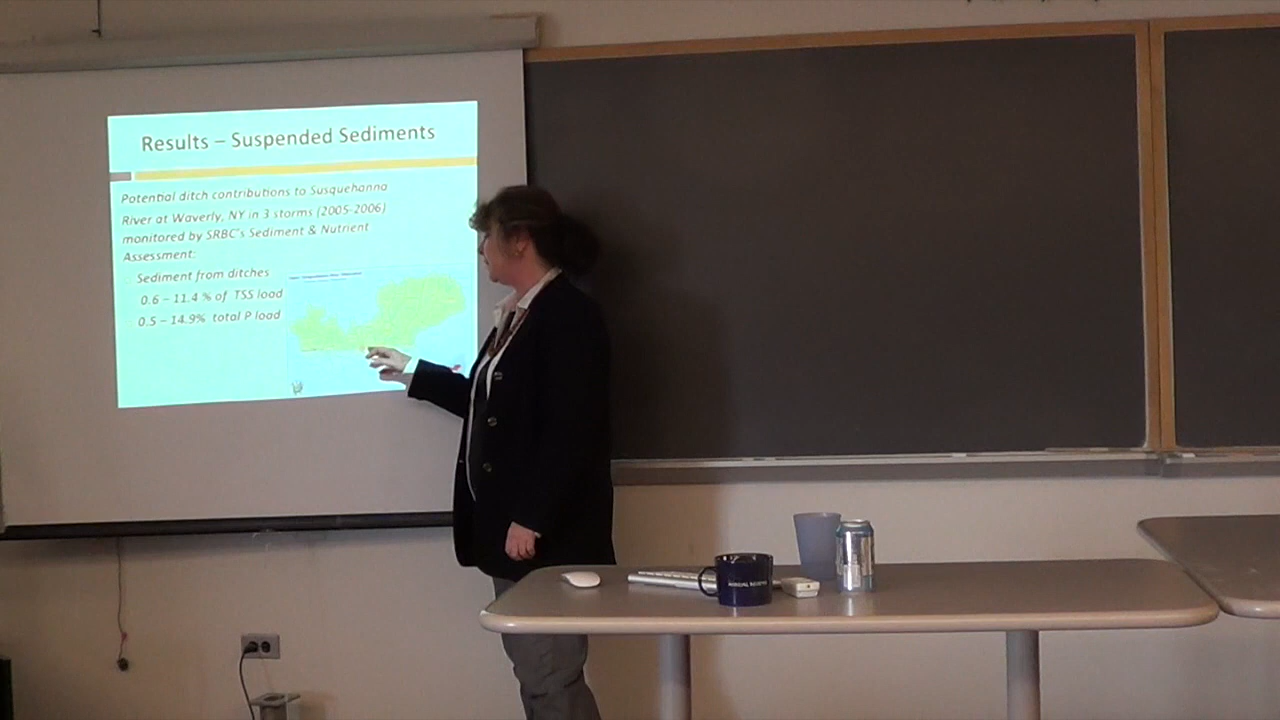 Results – Suspended Sediments
Potential ditch contributions to Susquehanna
River at Waverly, NY in 3 storms (2005-2006)
monitored by SRBC's Sediment & Nutrient
Assessment:
Sediment from ditches
0.6 – 11.4 % of TSS load
0.5 – 14.9% total P load